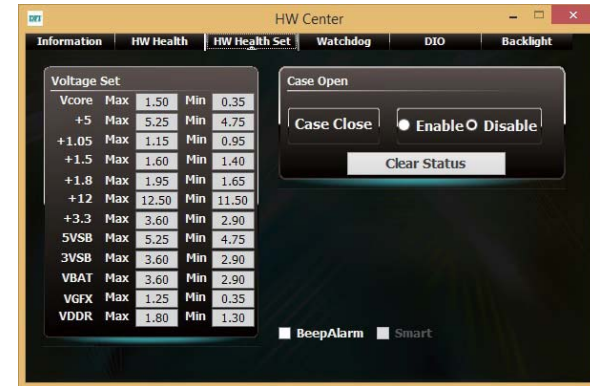 DFI
HW Center
Information HW Health HW Health Set Watchdog DIO Backlight
Voltage Set
Vcore Max 1.50 Min 0.35
+5 Max 5.25 Min 4.75
+1.05 Max 1.15 Min 0.95
+1.5 Max 1.60 Min 1.40
+1.8 Max 1.95 Min 1.65
+12 Max 12.50 Min 11.50
+3.3 Max 3.60 Min 2.90
5VSB Max 5.25 Min 4.75
3VSB Max 3.60 Min 2.90
VBAT Max 3.60 Min 2.90
VGFX Max 1.25 Min 0.35
VDDR Max 1.80 Min 1.30
Case Open
Case Close Enable Disable
Clear Status
BeepAlarm Smart